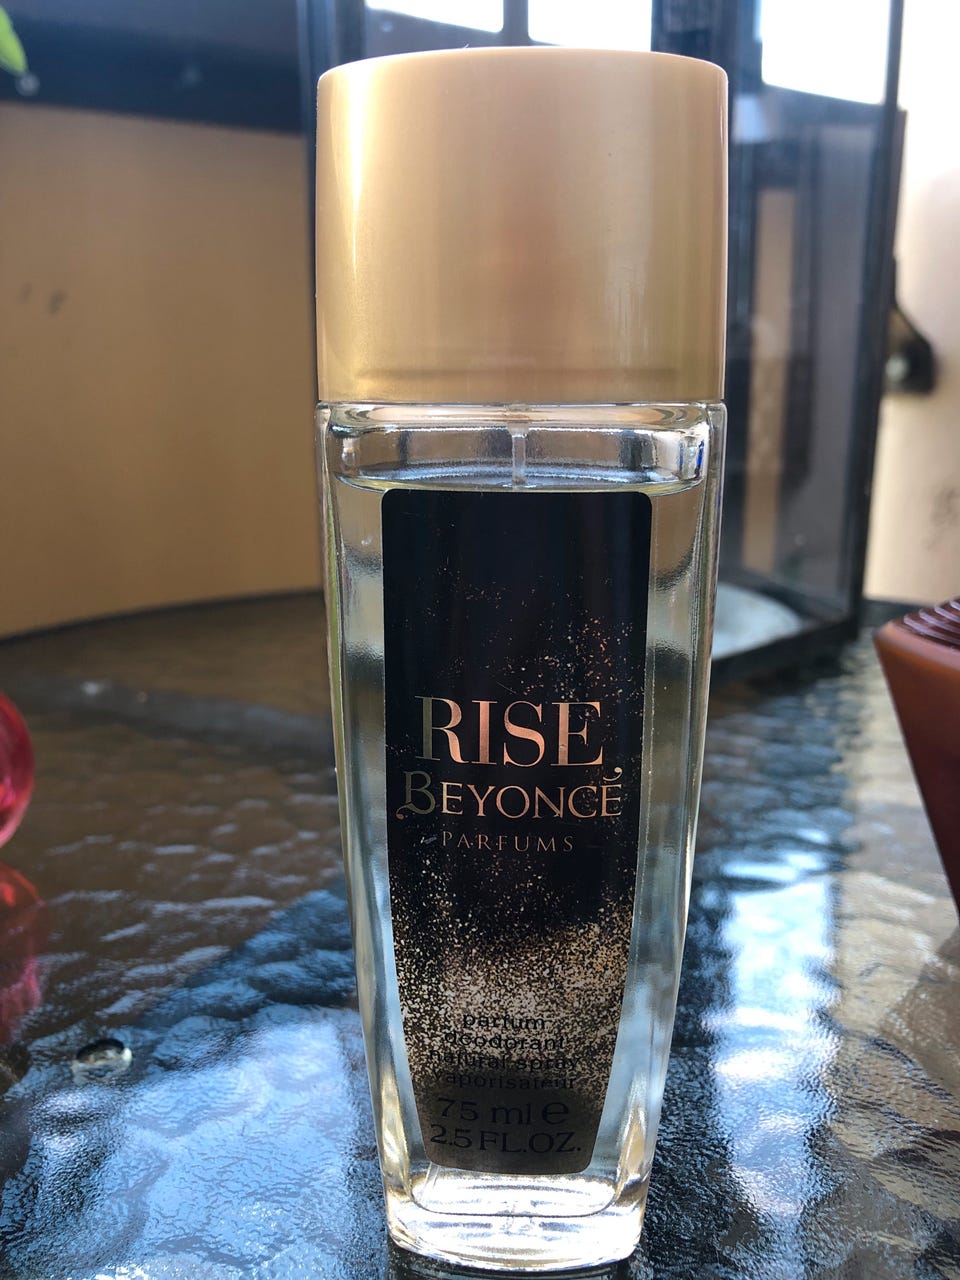 RISE
BEYONCÉ
PARFUMS
parfum
deodorant
natural spray
vaporisateur
75 ml e
2.5 FL.OZ.